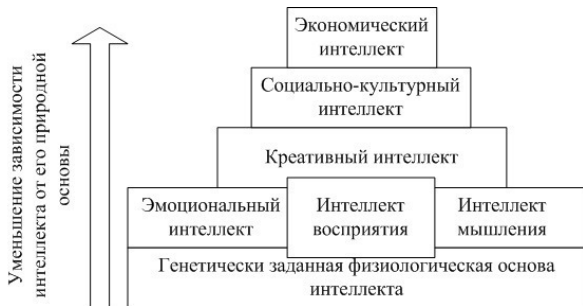 Уменьшение зависимости
интеллекта от его природной
основы
Экономический
интеллект
Социально-культурный
интеллект
Креативный интеллект
Эмоциональный
интеллект
Интеллект
восприятия
Интеллект
мышления
Генетически заданная физиологическая основа
интеллекта